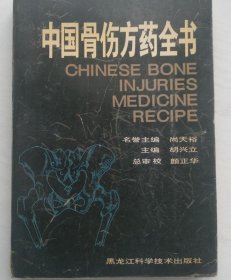 中国骨伤方药全书
CHINESE BONE
INJURIES
MEDICINE
RECIPE
名誉主编 尚天裕
主编 胡兴立
总审校 颜正华
黑龙江科学技术出版社